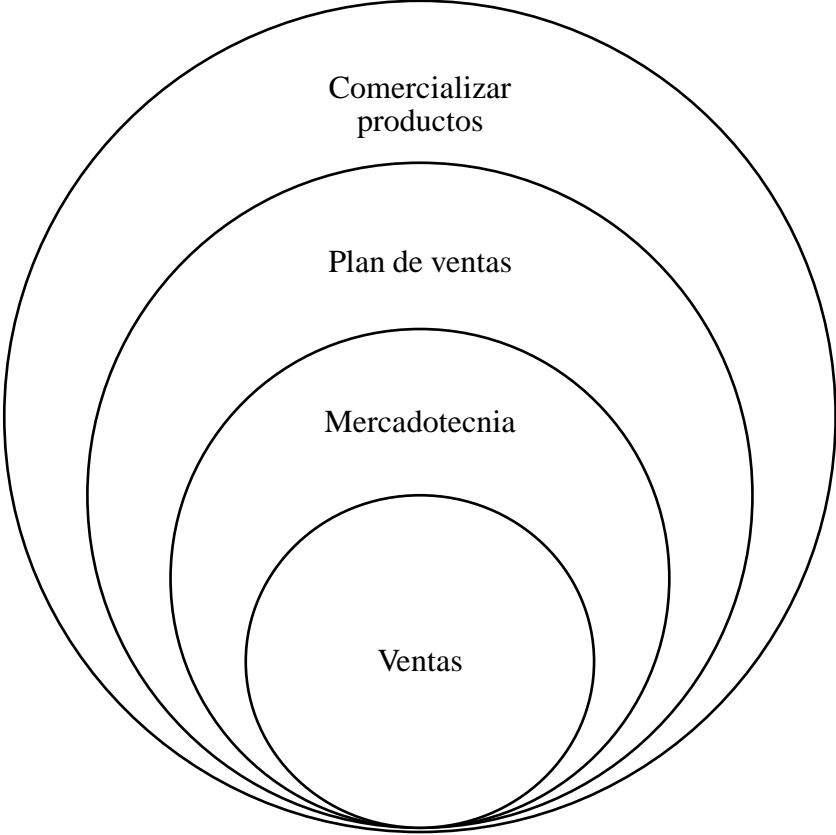 Comercializar
productos
Plan de ventas
Mercadotecnia
Ventas